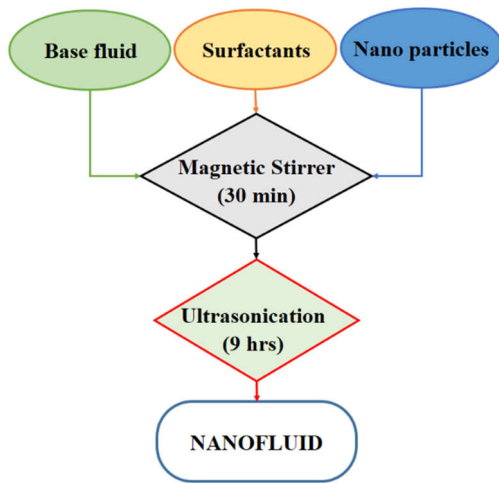 Base fluid
Surfactants
Nano particles
Magnetic Stirrer
(30 min)
Ultrasonication
(9 hrs)
NANOFLUID